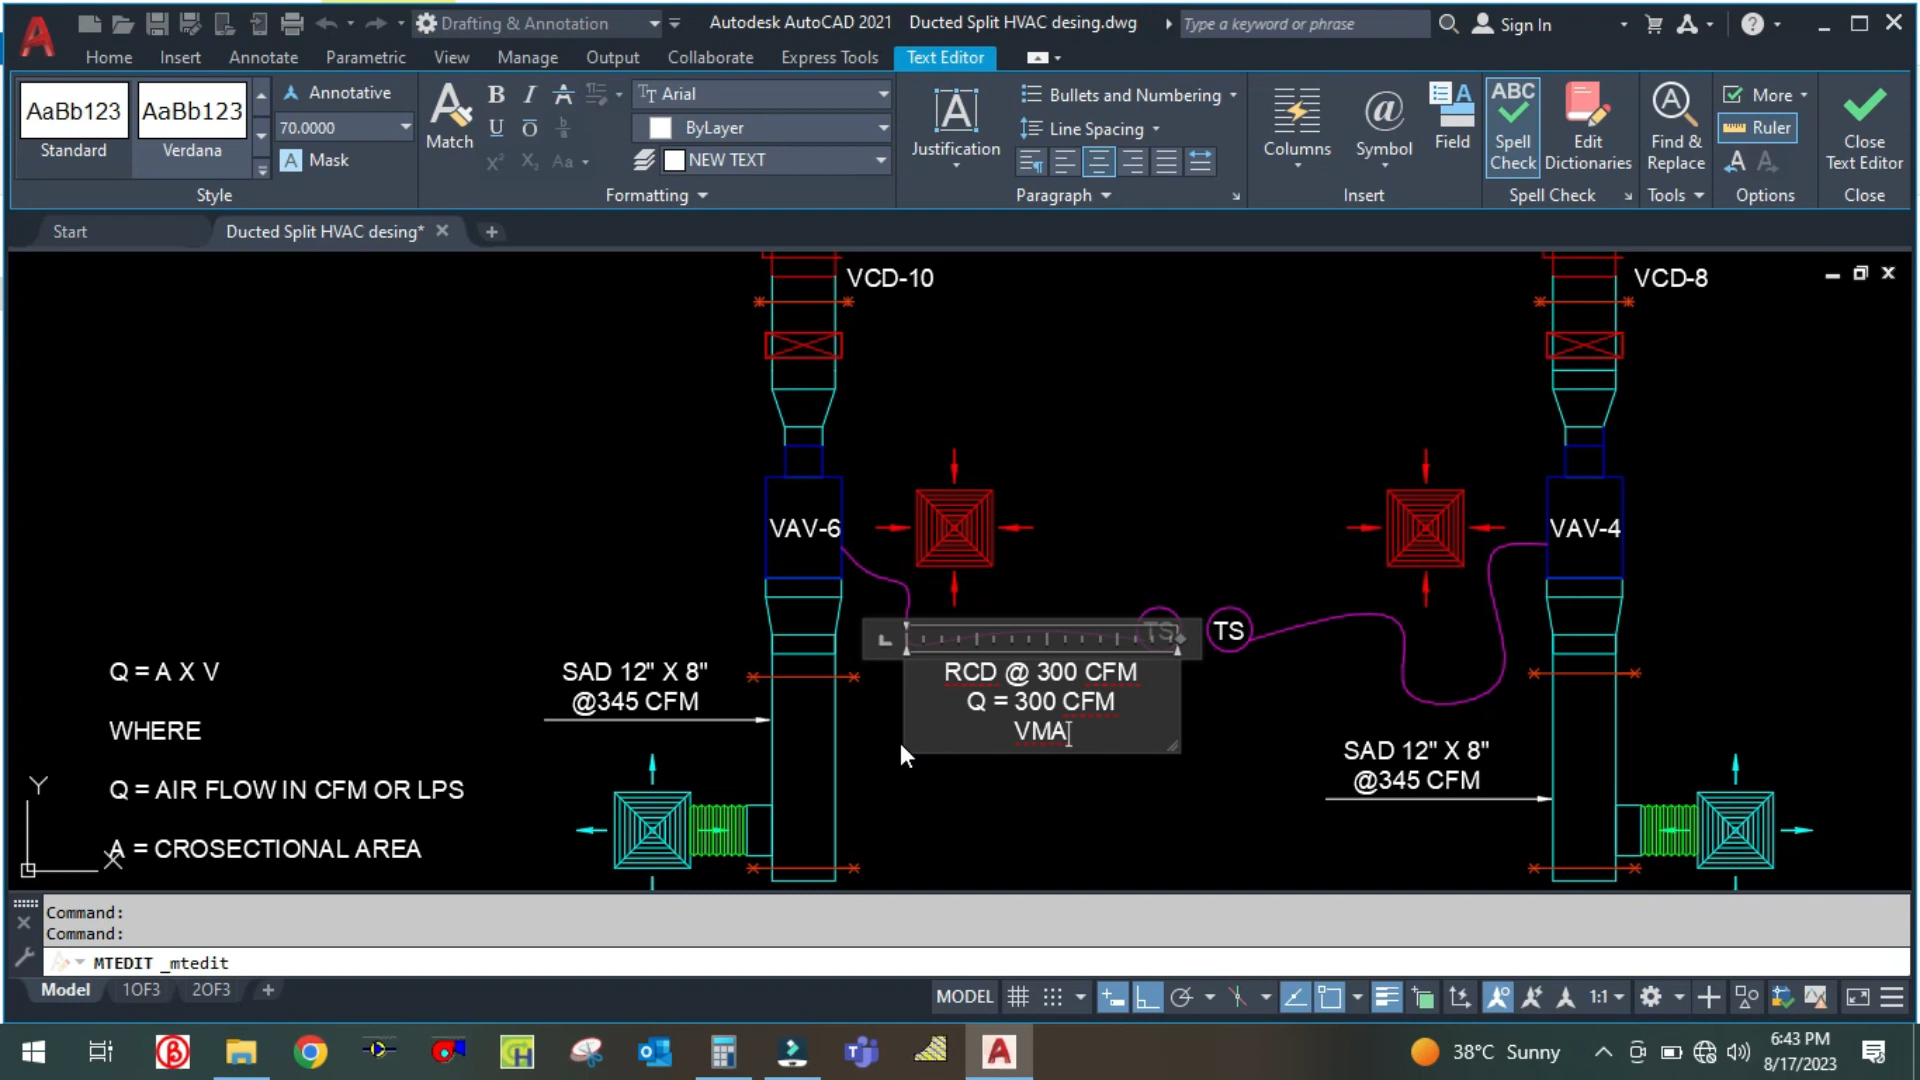 Drafting & Annotation
Autodesk AutoCAD 2021 Ducted Split HVAC desing.dwg
Type a keyword or phrase
Sign In
Home Insert Annotate Parametric View Manage Output Collaborate Express Tools Text Editor
AaBb123
Standard
AaBb123
Verdana
Annotative
70.0000
Mask
Style
Match
Arial
ByLayer
NEW TEXT
Formatting
Justification
Bullets and Numbering
Line Spacing
Paragraph
Columns
Symbol
Field
Insert
ABC
Spell
Check
Edit
Dictionaries
Spell Check
Find &
Replace
Tools
More
Ruler
Options
Close
Text Editor
Close
Start
Ducted Split HVAC desing*
VCD-10
VCD-8
VAV-6
VAV-4
TS
TS
Q = A X V
WHERE
Q = AIR FLOW IN CFM OR LPS
A = CROSECTIONAL AREA
SAD 12" X 8"
@345 CFM
RCD @ 300 CFM
Q = 300 CFM
VMA
SAD 12" X 8"
@345 CFM
Y
X
Command:
Command:
MTEDIT _mtedit
Model 1OF3 2OF3
MODEL
1:1
38°C Sunny
6:43 PM
8/17/2023